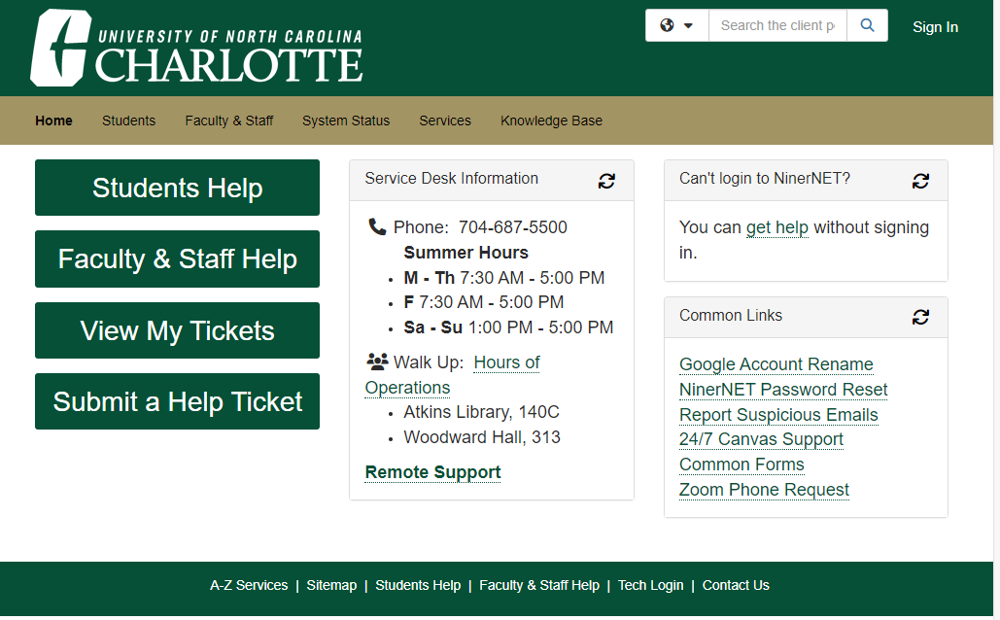 UNIVERSITY OF NORTH CAROLINA
CHARLOTTE
Search the client po
Sign In
Home Students Faculty & Staff System Status Services Knowledge Base
Students Help
Faculty & Staff Help
View My Tickets
Submit a Help Ticket
Service Desk Information
Phone: 704-687-5500
Summer Hours
M - Th 7:30 AM - 5:00 PM
F 7:30 AM - 5:00 PM
Sa - Su 1:00 PM - 5:00 PM
Walk Up: Hours of
Operations
Atkins Library, 140C
Woodward Hall, 313
Remote Support
Can't login to NinerNET?
You can get help without signing
in.
Common Links
Google Account Rename
NinerNET Password Reset
Report Suspicious Emails
24/7 Canvas Support
Common Forms
Zoom Phone Request
A-Z Services | Sitemap | Students Help | Faculty & Staff Help | Tech Login | Contact Us